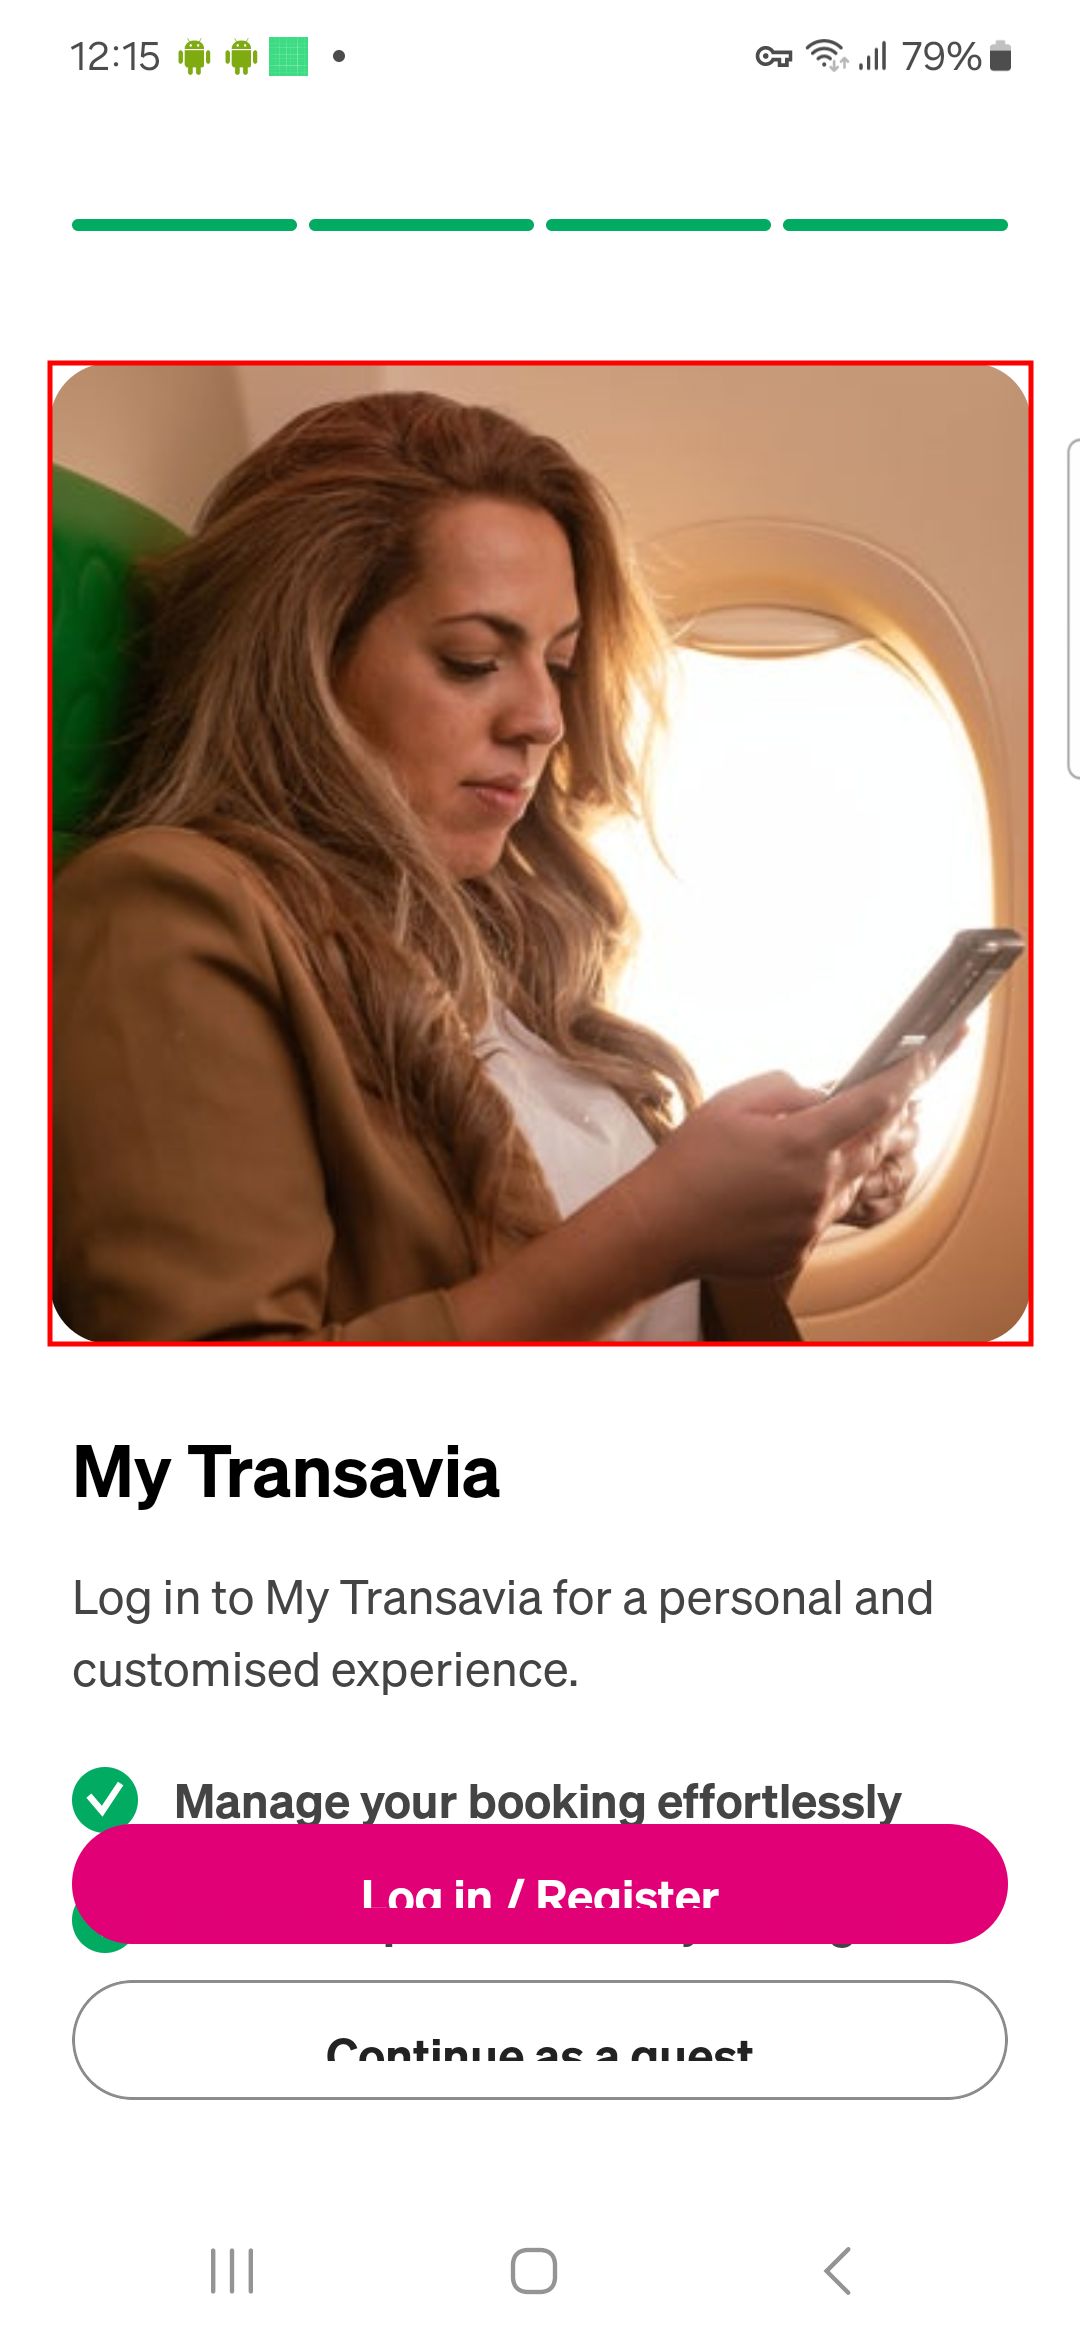 12:15
79%
My Transavia
Log in to My Transavia for a personal and
customised experience.
Manage your booking effortlessly
Log in / Register
Continue as a guest